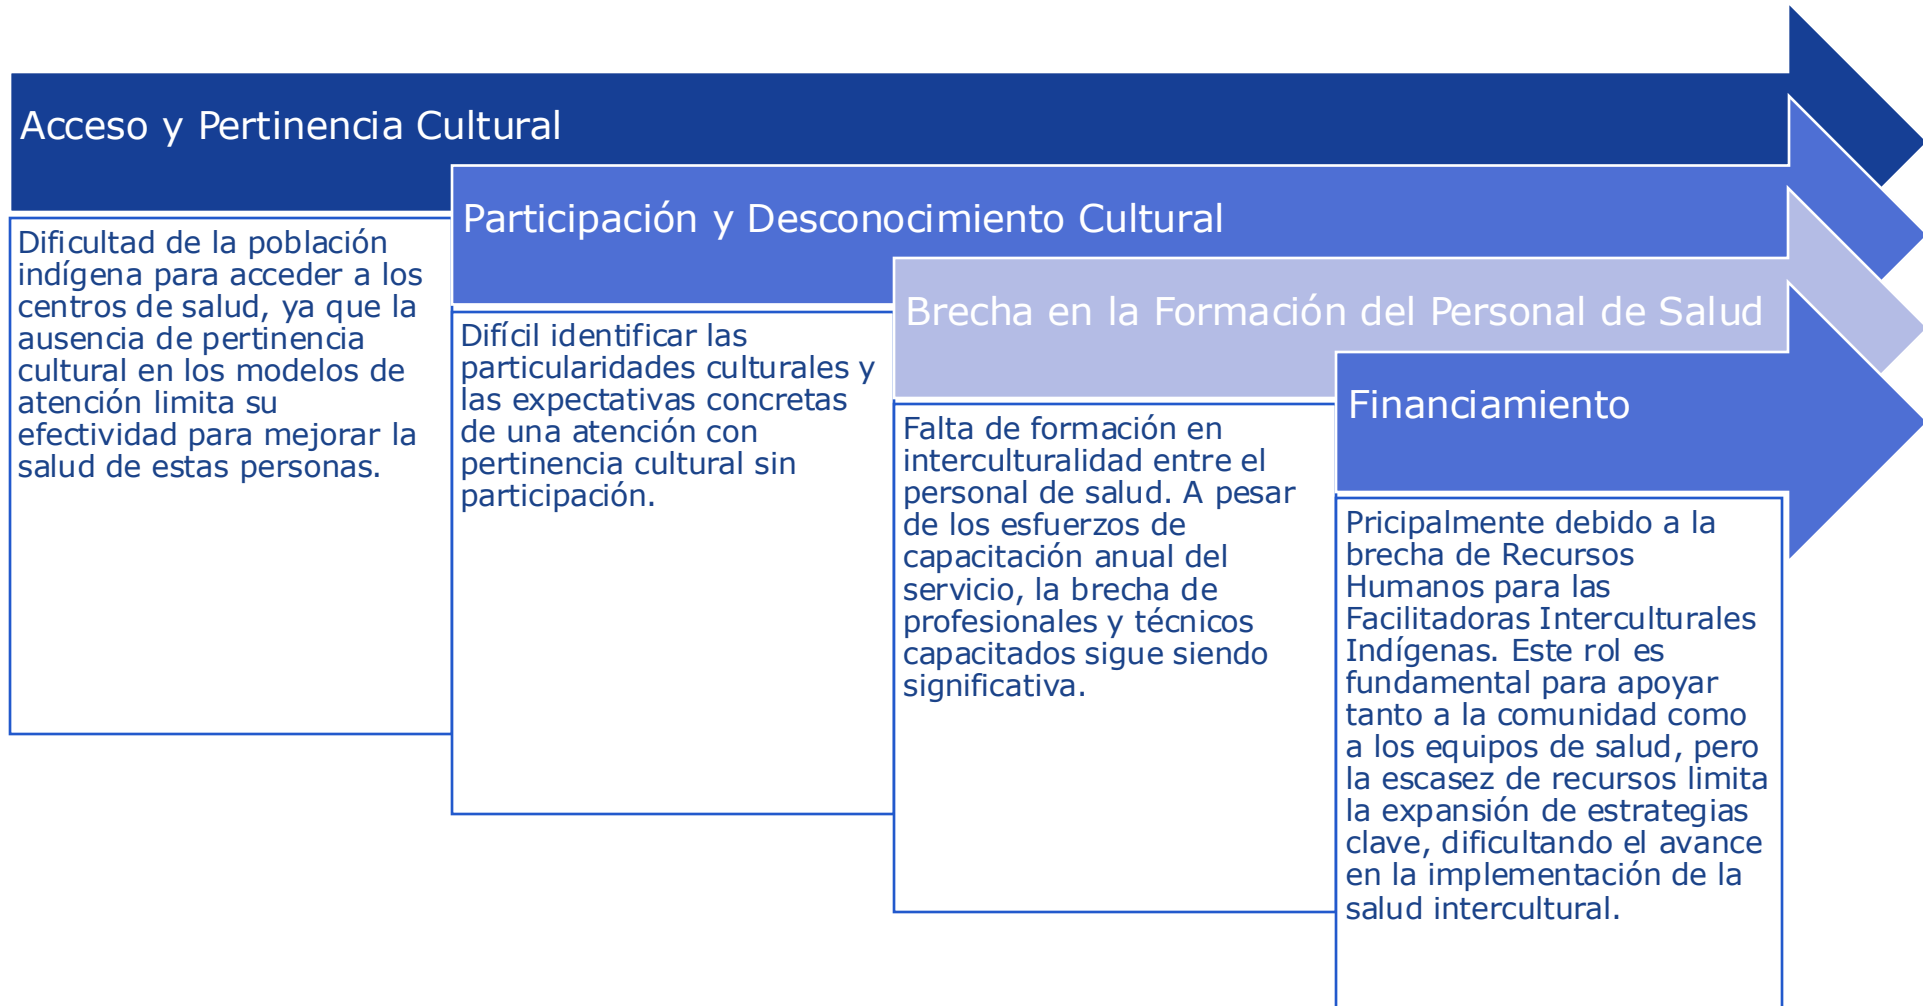 Acceso y Pertinencia Cultural
Dificultad de la población
indígena para acceder a los
centros de salud, ya que la
ausencia de pertinencia
cultural en los modelos de
atención limita su
efectividad para mejorar la
salud de estas personas.
Participación y Desconocimiento Cultural
Difícil identificar las
particularidades culturales y
las expectativas concretas
de una atención con
pertinencia cultural sin
participación.
Brecha en la Formación del Personal de Salud
Falta de formación en
interculturalidad entre el
personal de salud. A pesar
de los esfuerzos de
capacitación anual del
servicio, la brecha de
profesionales y técnicos
capacitados sigue siendo
significativa.
Financiamiento
Pricipalmente debido a la
brecha de Recursos
Humanos para las
Facilitadoras Interculturales
Indígenas. Este rol es
fundamental para apoyar
tanto a la comunidad como
a los equipos de salud, pero
la escasez de recursos limita
la expansión de estrategias
clave, dificultando el avance
en la implementación de la
salud intercultural.